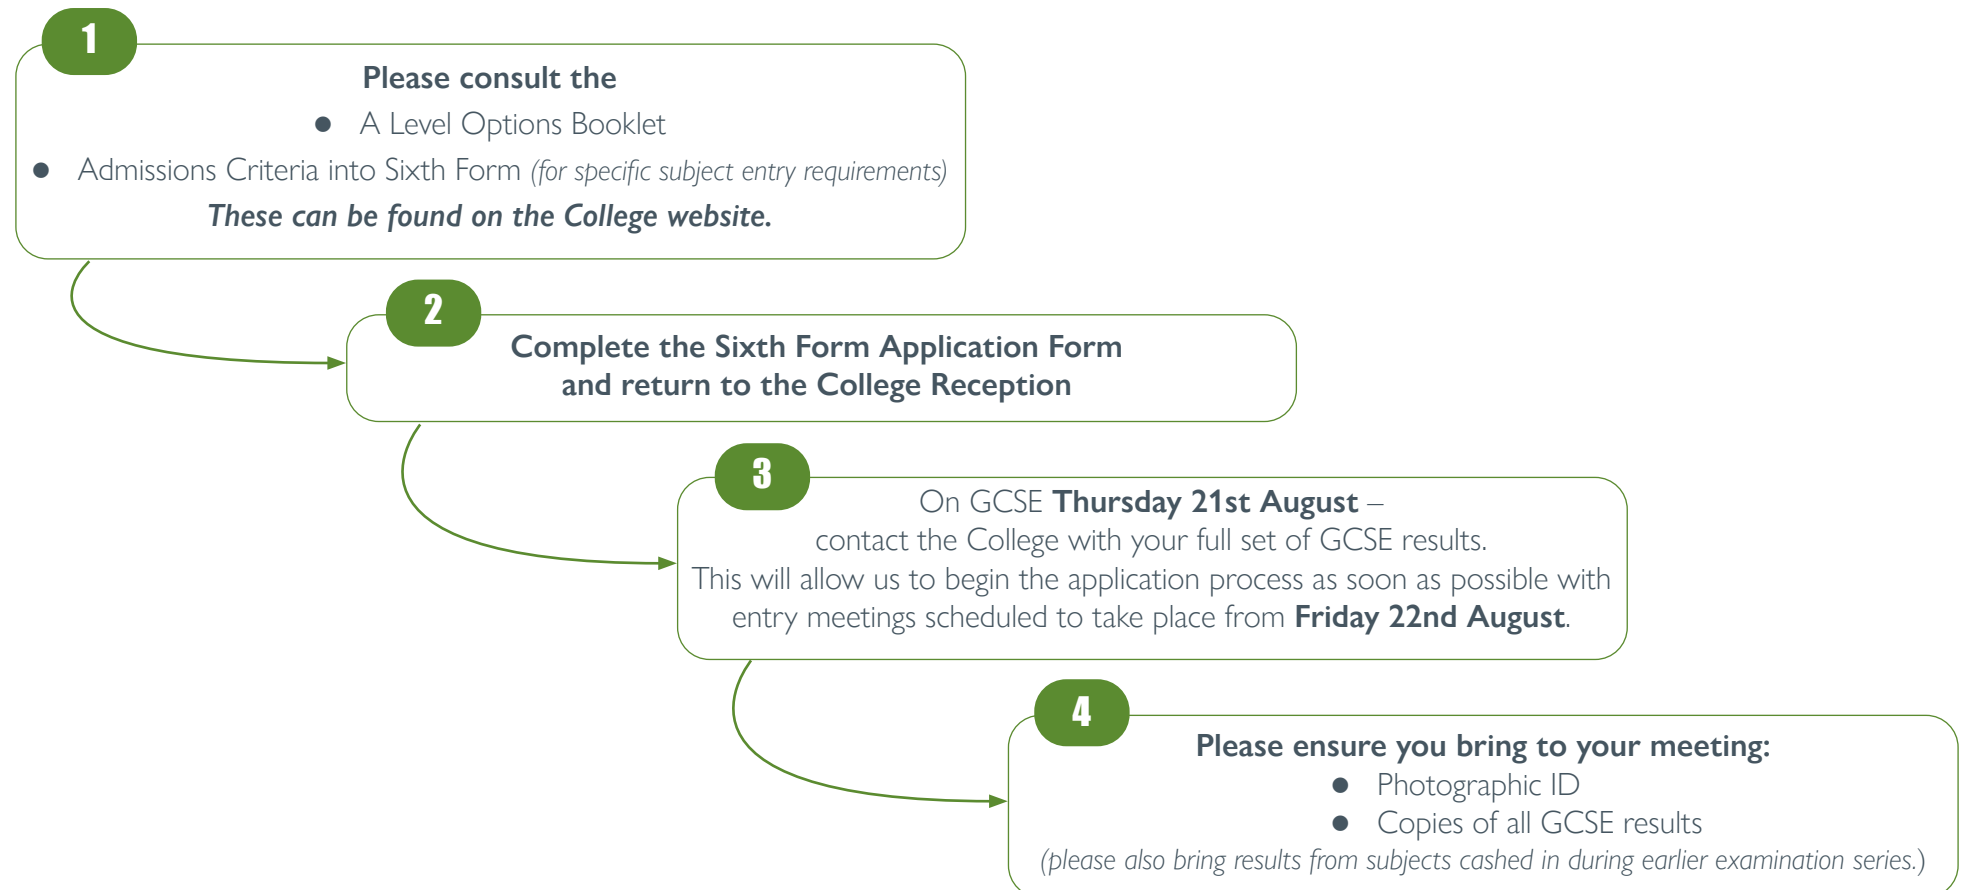 1
Please consult the
● A Level Options Booklet
● Admissions Criteria into Sixth Form (for specific subject entry requirements)
These can be found on the College website.
2
Complete the Sixth Form Application Form
and return to the College Reception
3
On GCSE Thursday 21st August –
contact the College with your full set of GCSE results.
This will allow us to begin the application process as soon as possible with
entry meetings scheduled to take place from Friday 22nd August.
4
Please ensure you bring to your meeting:
● Photographic ID
● Copies of all GCSE results
(please also bring results from subjects cashed in during earlier examination series.)